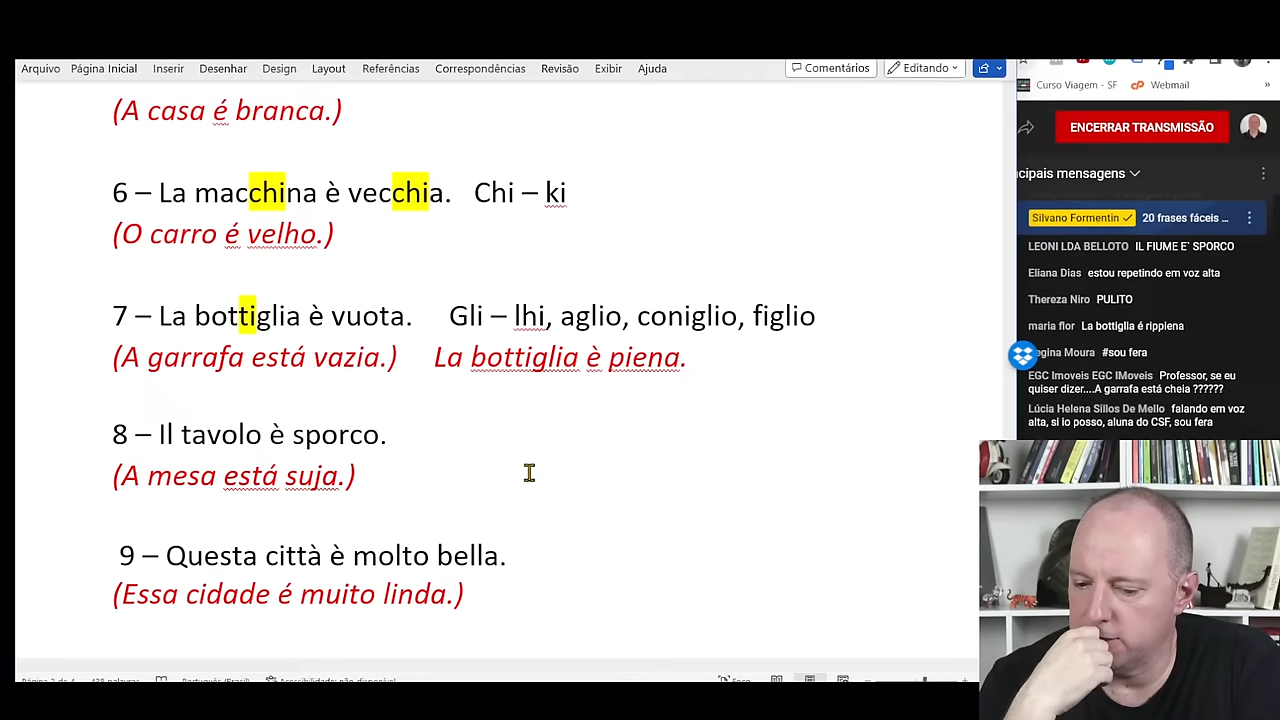 Arquivo Página Inicial Inserir Desenhar Design Layout Referências Correspondências Revisão Exibir Ajuda Comentários Editando
(A casa é branca.)
6 – La macchina è vecchia. Chi – ki
(O carro é velho.)
7 – La bottiglia è vuota. Gli – lhi, aglio, coniglio, figlio
(A garrafa está vazia.) La bottiglia è piena.
8 – Il tavolo è sporco.
(A mesa está suja.)
9 – Questa città è molto bella.
(Essa cidade é muito linda.)
Curso Viagem - SF Webmail »
ENCERRAR TRANSMISSÃO
cipais mensagens
Silvano Formentin 20 frases fáceis ...
LEONI LDA BELLOTO IL FIUME E` SPORCO
Eliana Dias estou repetindo em voz alta
Thereza Niro PULITO
maria flor La bottiglia é rippiena
egina Moura #sou fera
EGC Imoveis EGC IMoveis Professor, se eu
quiser dizer....A garrafa está cheia ??????
Lúcia Helena Sillos De Mello falando em voz
alta, si io posso, aluna do CSF, sou fera